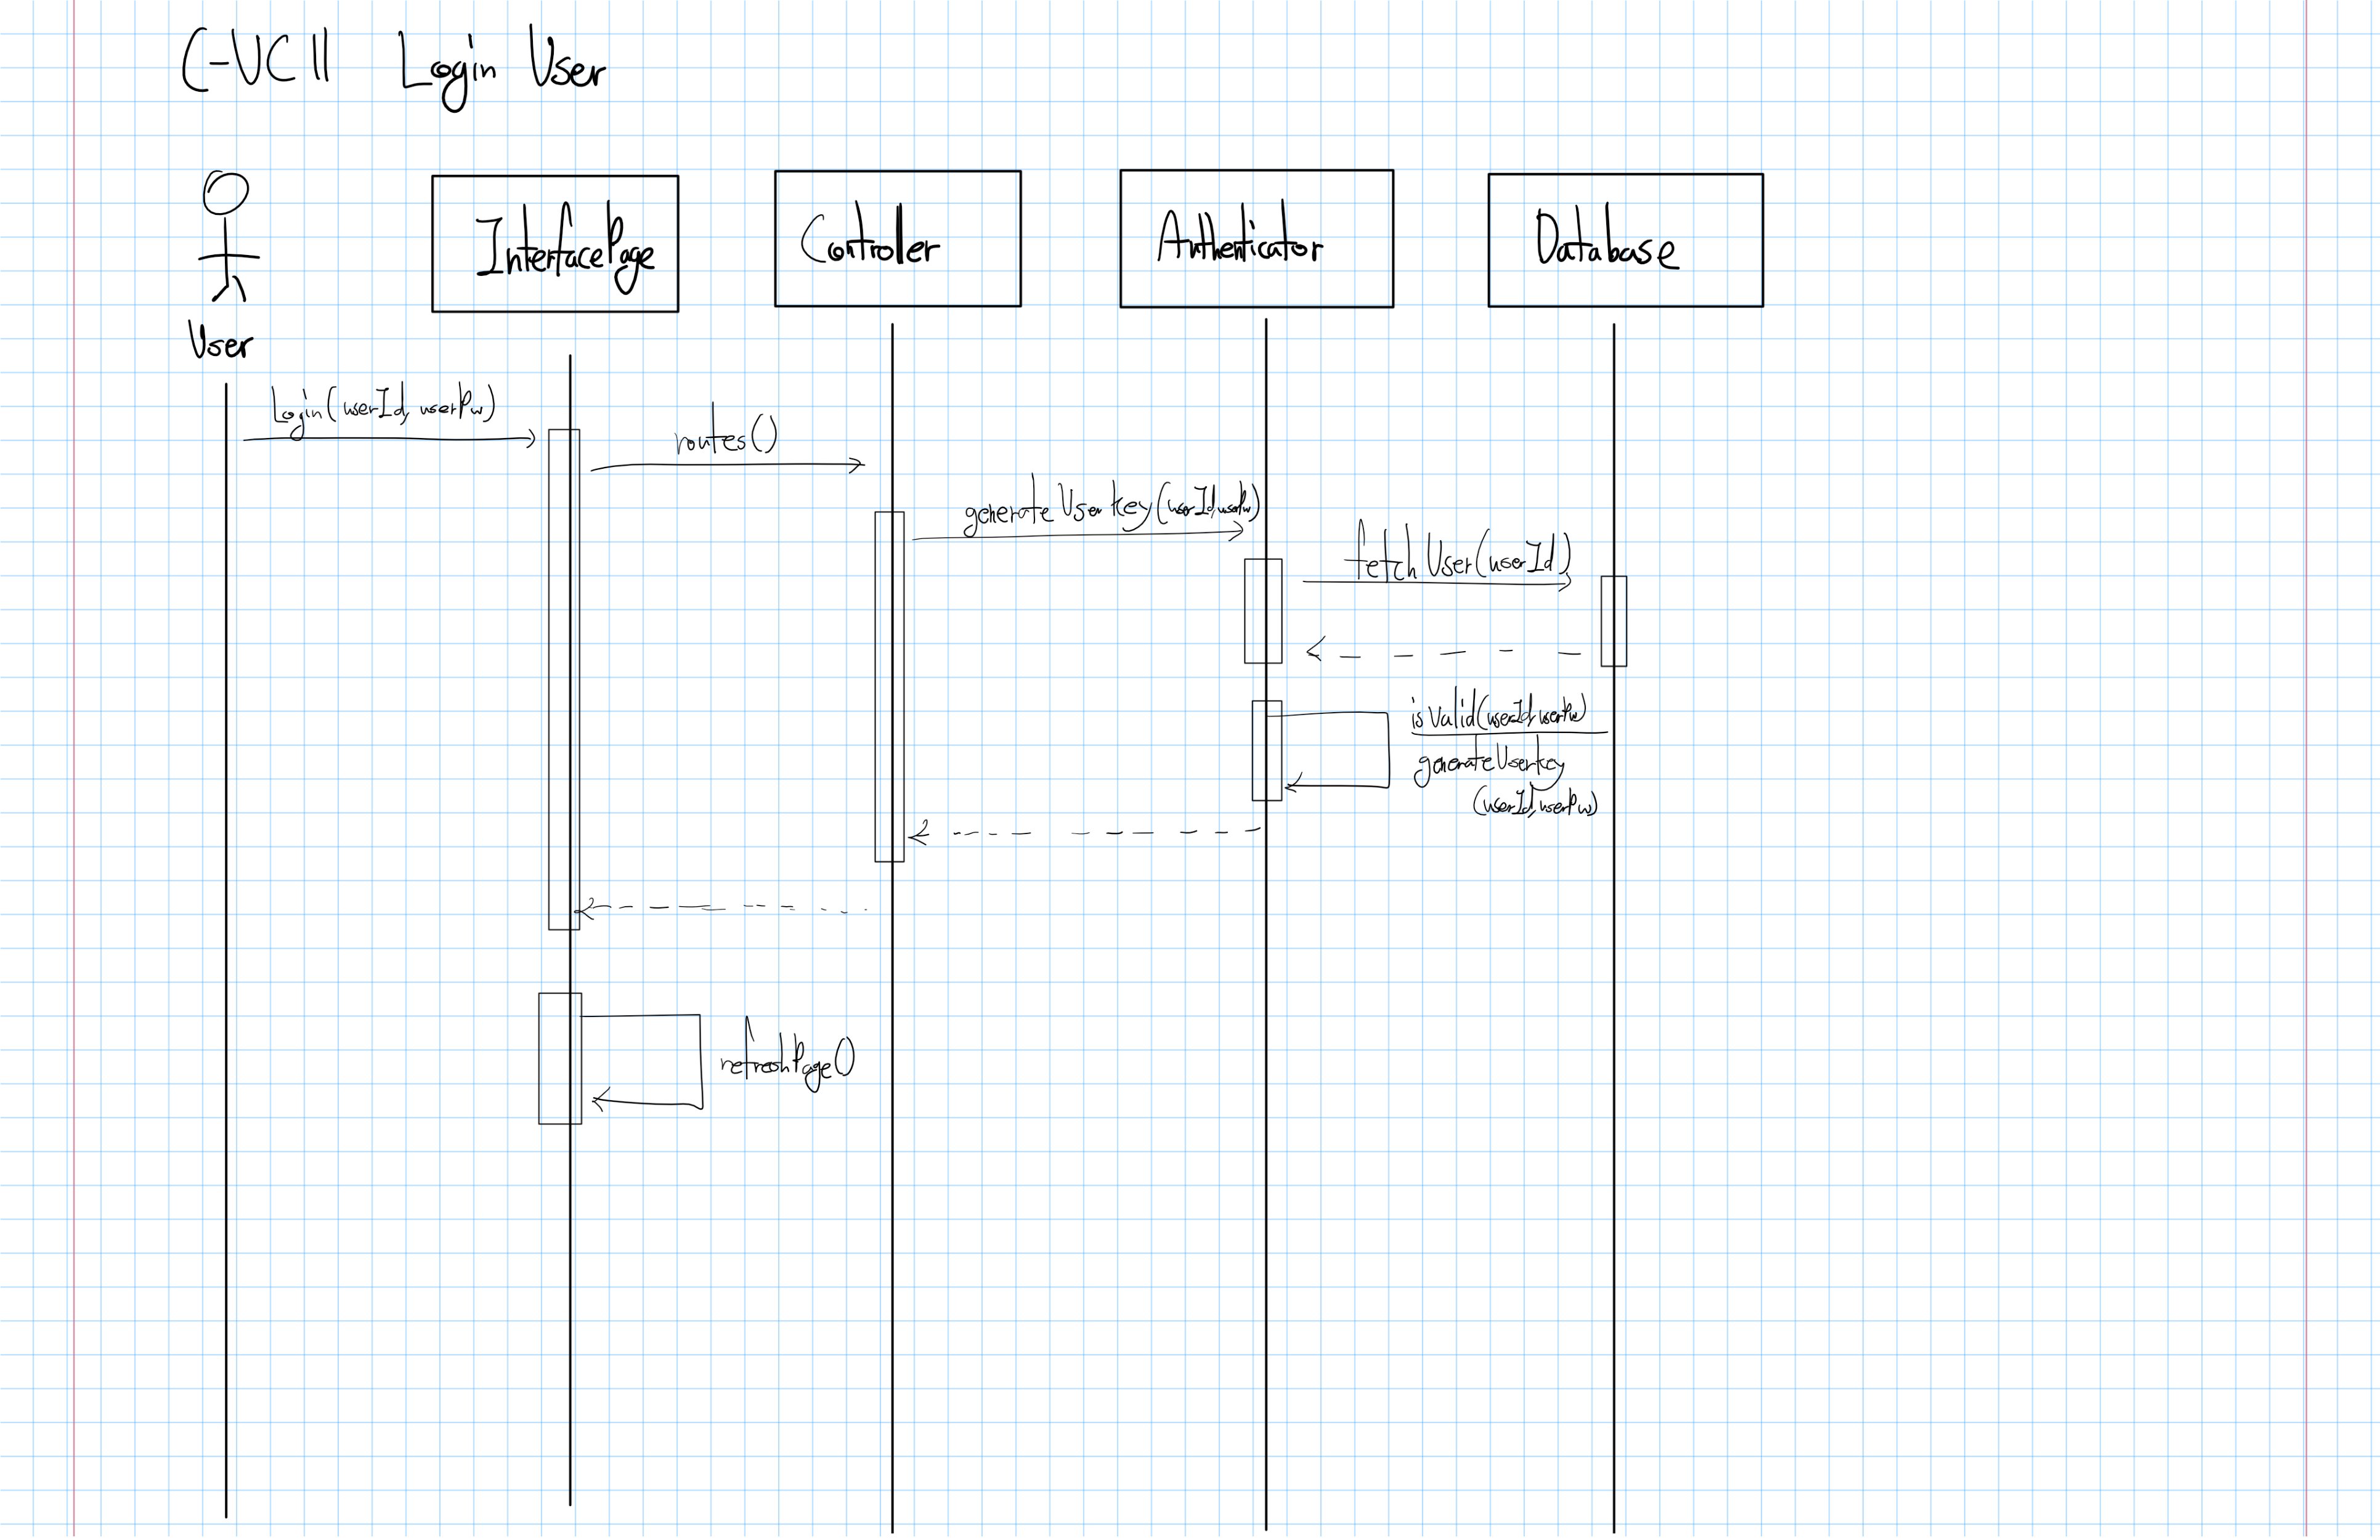 C-UC11 Login User
User
InterfacePage
Controller
Authenticator
Database
Login(userId, userPw)
routes()
generateUserKey(userId, userPw)
fetchUser(userId)
isValid(userId, userPw)
generateUserKey
(userId, userPw)
refreshPage()